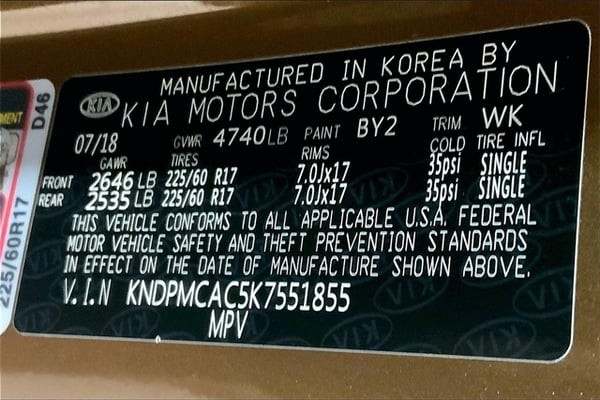 MANUFACTURED IN KOREA BY
KIA KIA MOTORS CORPORATION
07/18 GVWR 4740LB PAINT BY2 TRIM WK
GAWR TIRES RIMS COLD TIRE INFL
FRONT 2646 LB 225/60 R17 7.0Jx17 35psi SINGLE
REAR 2535 LB 225/60 R17 7.0Jx17 35psi SINGLE
THIS VEHICLE CONFORMS TO ALL APPLICABLE U.S.A. FEDERAL
MOTOR VEHICLE SAFETY AND THEFT PREVENTION STANDARDS
IN EFFECT ON THE DATE OF MANUFACTURE SHOWN ABOVE.
V.I.N KNDPMCAC5K7551855
MPV
D46
225/60R17